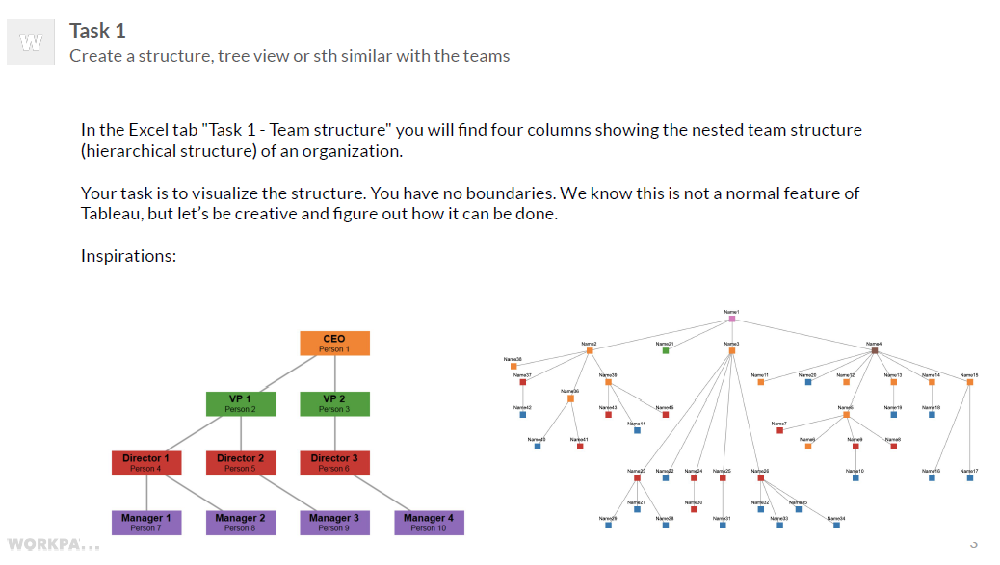 W
Task 1
Create a structure, tree view or sth similar with the teams
In the Excel tab "Task 1 - Team structure" you will find four columns showing the nested team structure
(hierarchical structure) of an organization.
Your task is to visualize the structure. You have no boundaries. We know this is not a normal feature of
Tableau, but let’s be creative and figure out how it can be done.
Inspirations:
CEO
Person 1
VP 1
Person 2
VP 2
Person 3
Director 1
Person 4
Director 2
Person 5
Director 3
Person 6
Manager 1
Person 7
Manager 2
Person 8
Manager 3
Person 9
Manager 4
Person 10
Name1
Name2
Name21
Name3
Name4
Name38
Name37
Name39
Name11
Name20
Name12
Name13
Name14
Name15
Name36
Name42
Name43
Name45
Name5
Name19
Name18
Name44
Name7
Name40
Name41
Name6
Name9
Name8
Name23
Name22
Name24
Name25
Name26
Name10
Name16
Name17
Name27
Name30
Name32
Name35
Name29
Name28
Name31
Name33
Name34
WORKPA...
3